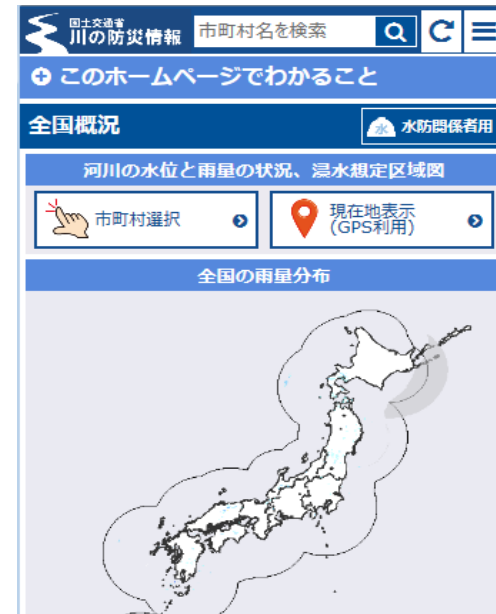 国土交通省
川の防災情報
市町村名を検索
このホームページでわかること
全国概況
水 水防関係者用
河川の水位と雨量の状況、浸水想定区域図
市町村選択
現在地表示
(GPS利用)
全国の雨量分布